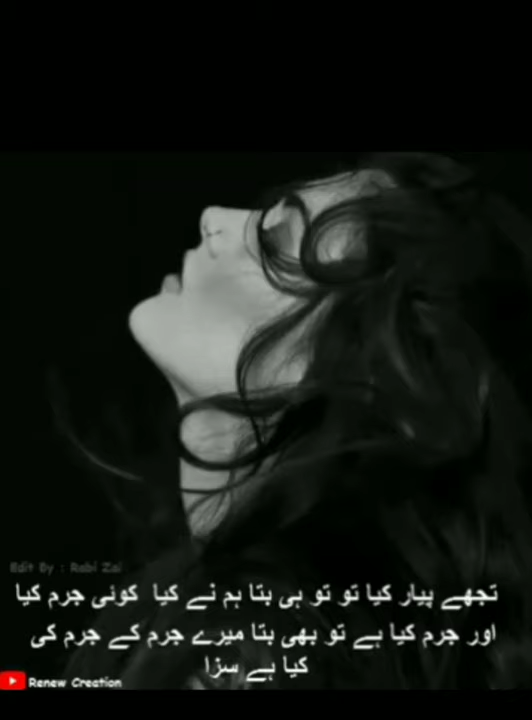 Edit By : Rabi Zai
تجھے پیار کیا تو تو ہی بتا ہم نے کیا کوئی جرم کیا
اور جرم کیا ہے تو بھی بتا میرے جرم کے جرم کی
کیا ہے سزا
Renew Creation